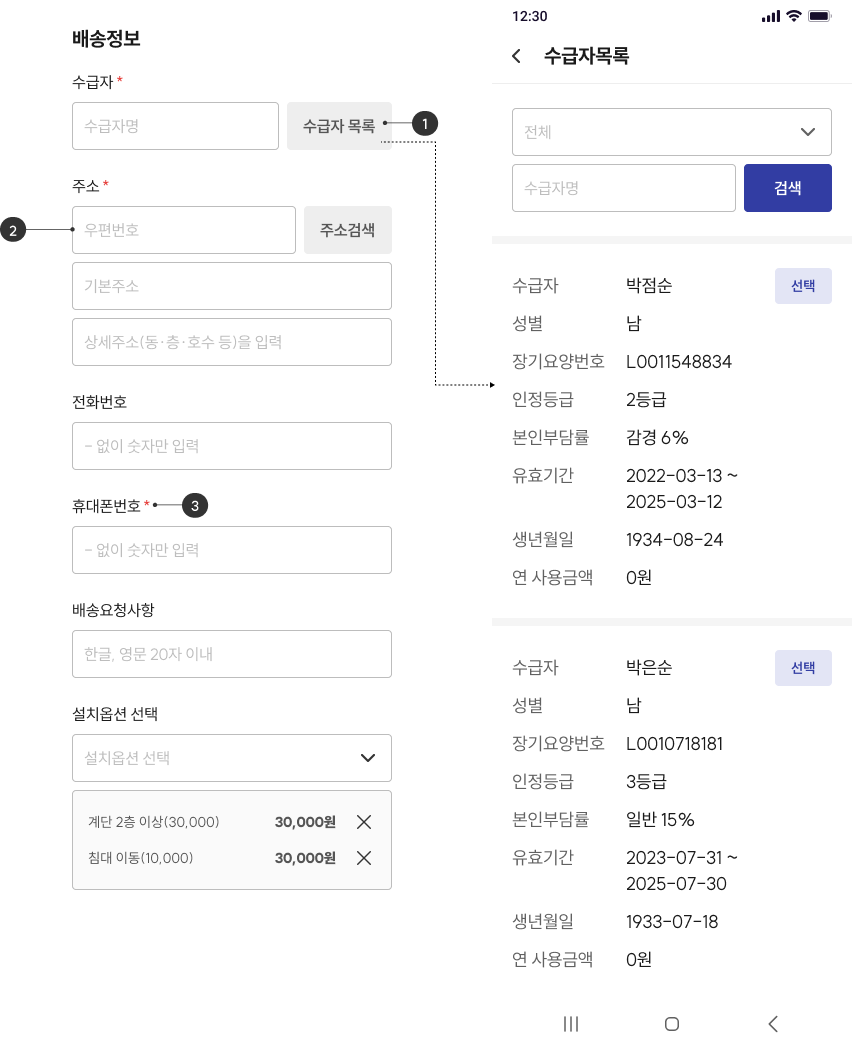 배송정보
수급자 *
수급자명
수급자 목록
1
주소 *
2
우편번호
주소검색
기본주소
상세주소(동·층·호수 등)을 입력
전화번호
- 없이 숫자만 입력
휴대폰번호 *
3
- 없이 숫자만 입력
배송요청사항
한글, 영문 20자 이내
설치옵션 선택
설치옵션 선택
계단 2층 이상(30,000) 30,000원
침대 이동(10,000) 30,000원
12:30
수급자목록
전체
수급자명
검색
수급자 박점순 선택
성별 남
장기요양번호 L0011548834
인정등급 2등급
본인부담률 감경 6%
유효기간 2022-03-13 ~
2025-03-12
생년월일 1934-08-24
연 사용금액 0원
수급자 박은순 선택
성별 남
장기요양번호 L0010718181
인정등급 3등급
본인부담률 일반 15%
유효기간 2023-07-31 ~
2025-07-30
생년월일 1933-07-18
연 사용금액 0원